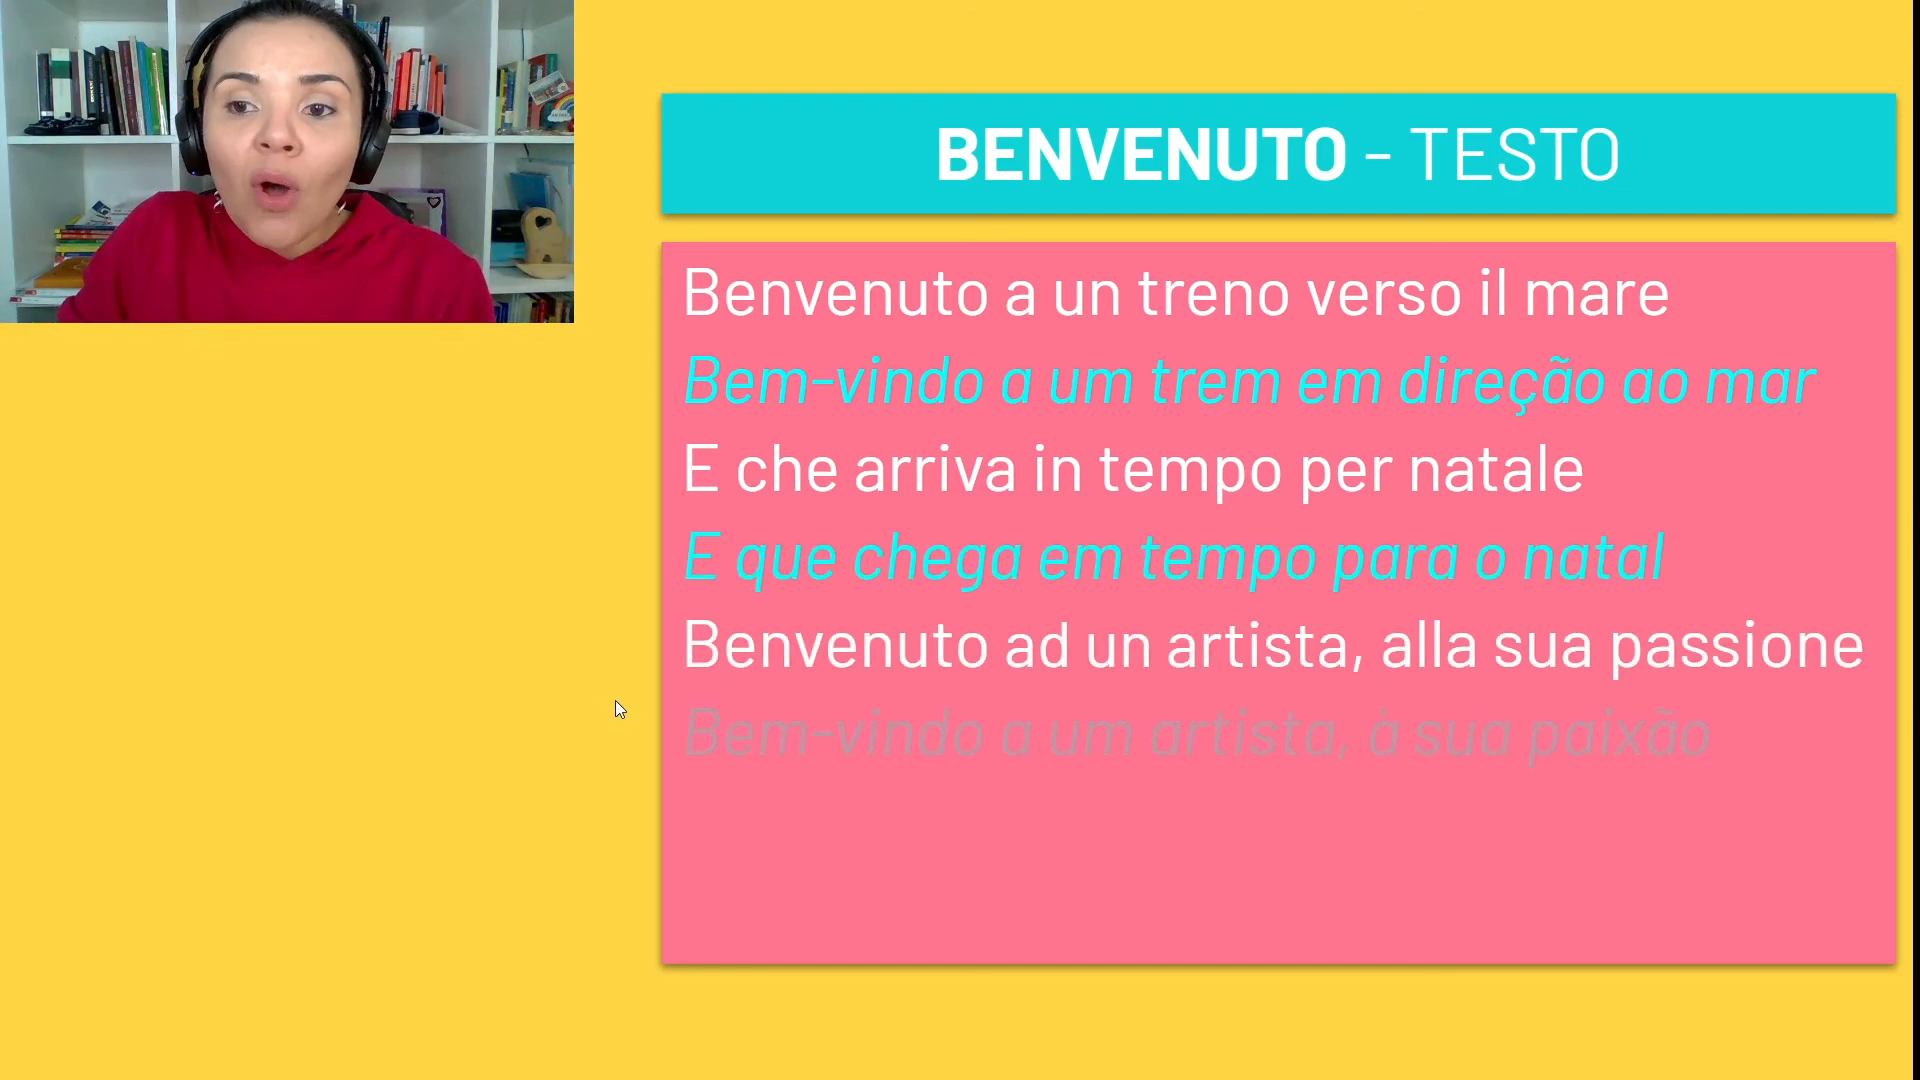 BENVENUTO - TESTO
Benvenuto a un treno verso il mare
Bem-vindo a um trem em direção ao mar
E che arriva in tempo per natale
E que chega em tempo para o natal
Benvenuto ad un artista, alla sua passione
Bem-vindo a um artista, à sua paixão